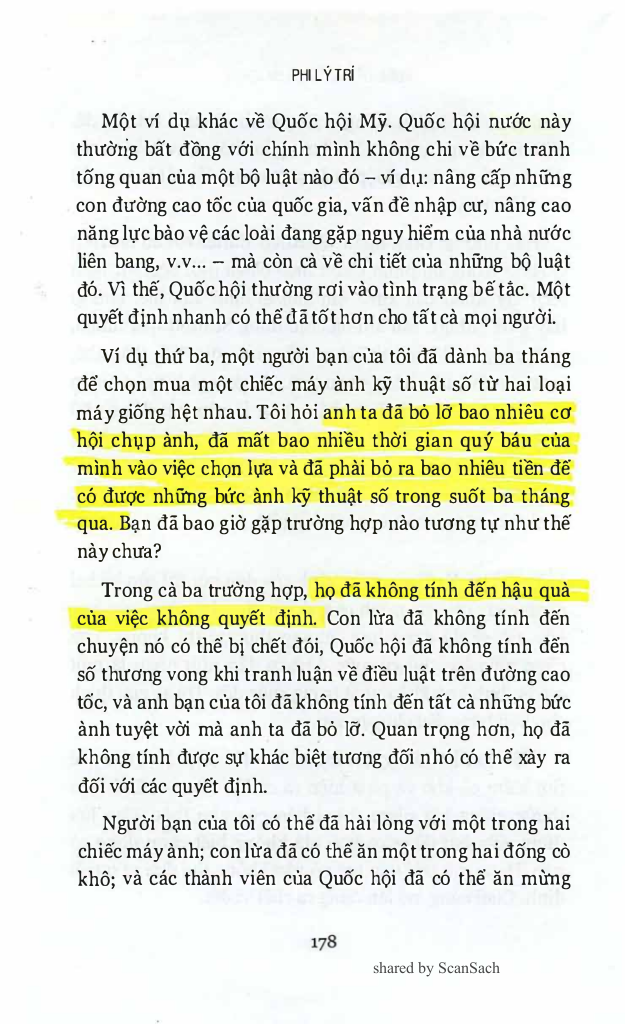 PHI LÝ TRÍ
Một ví dụ khác về Quốc hội Mỹ. Quốc hội nước này
thường bất đồng với chính mình không chỉ về bức tranh
tổng quan của một bộ luật nào đó – ví dụ: nâng cấp những
con đường cao tốc của quốc gia, vấn đề nhập cư, nâng cao
năng lực bảo vệ các loài đang gặp nguy hiểm của nhà nước
liên bang, v.v... – mà còn cả về chi tiết của những bộ luật
đó. Vì thế, Quốc hội thường rơi vào tình trạng bế tắc. Một
quyết định nhanh có thể đã tốt hơn cho tất cả mọi người.
Ví dụ thứ ba, một người bạn của tôi đã dành ba tháng
để chọn mua một chiếc máy ảnh kỹ thuật số từ hai loại
máy giống hệt nhau. Tôi hỏi anh ta đã bỏ lỡ bao nhiêu cơ
hội chụp ảnh, đã mất bao nhiều thời gian quý báu của
mình vào việc chọn lựa và đã phải bỏ ra bao nhiêu tiền để
có được những bức ảnh kỹ thuật số trong suốt ba tháng
qua. Bạn đã bao giờ gặp trường hợp nào tương tự như thế
này chưa?
Trong cả ba trường hợp, họ đã không tính đến hậu quả
của việc không quyết định. Con lừa đã không tính đến
chuyện nó có thể bị chết đói, Quốc hội đã không tính đến
số thương vong khi tranh luận về điều luật trên đường cao
tốc, và anh bạn của tôi đã không tính đến tất cả những bức
ảnh tuyệt vời mà anh ta đã bỏ lỡ. Quan trọng hơn, họ đã
không tính được sự khác biệt tương đối nhỏ có thể xảy ra
đối với các quyết định.
Người bạn của tôi có thể đã hài lòng với một trong hai
chiếc máy ảnh; con lừa đã có thể ăn một trong hai đống cỏ
khô; và các thành viên của Quốc hội đã có thể ăn mừng
178
shared by ScanSach